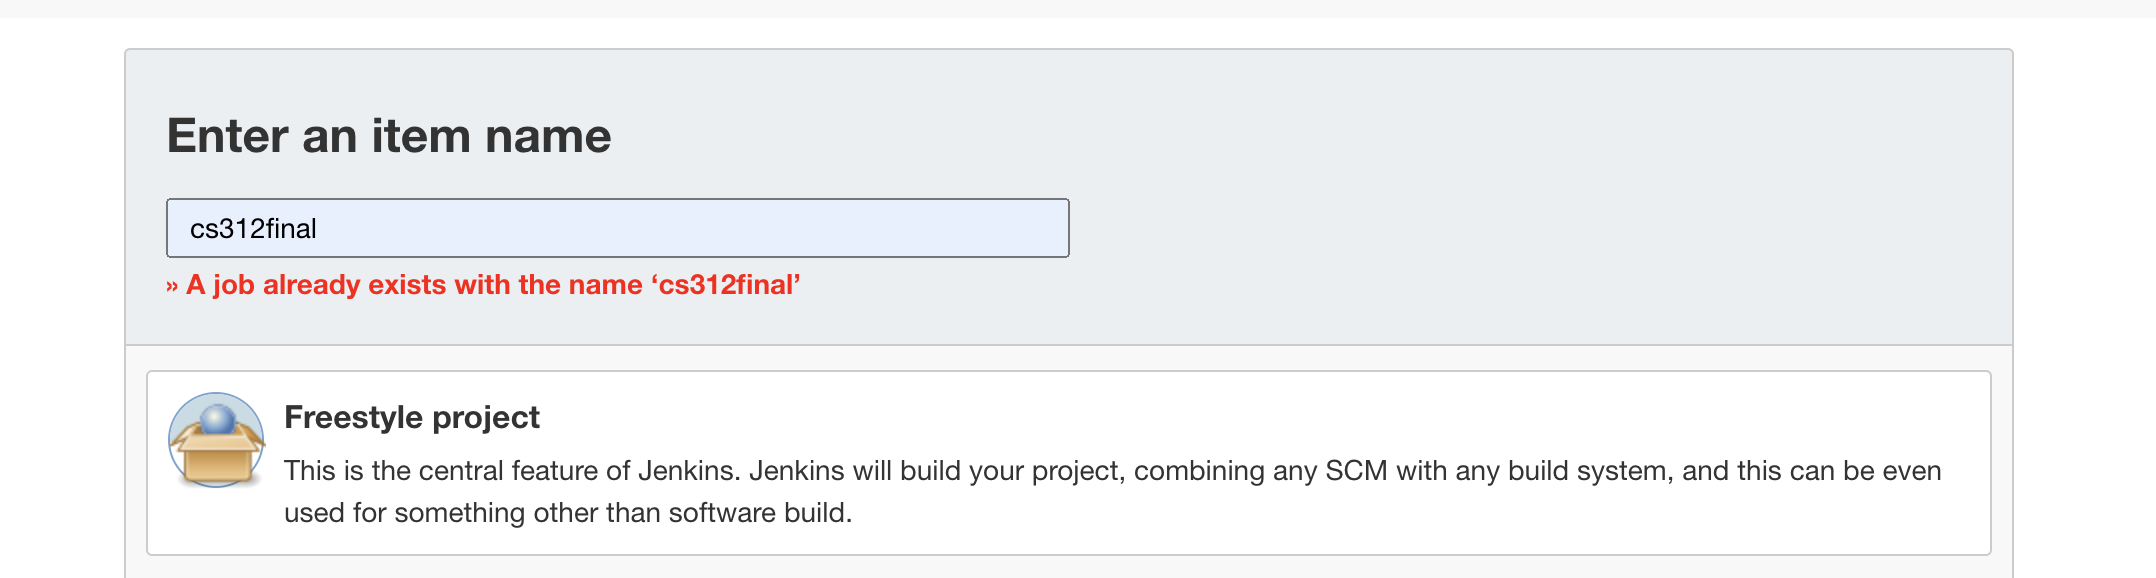 Enter an item name
cs312final
» A job already exists with the name ‘cs312final’
Freestyle project
This is the central feature of Jenkins. Jenkins will build your project, combining any SCM with any build system, and this can be even
used for something other than software build.